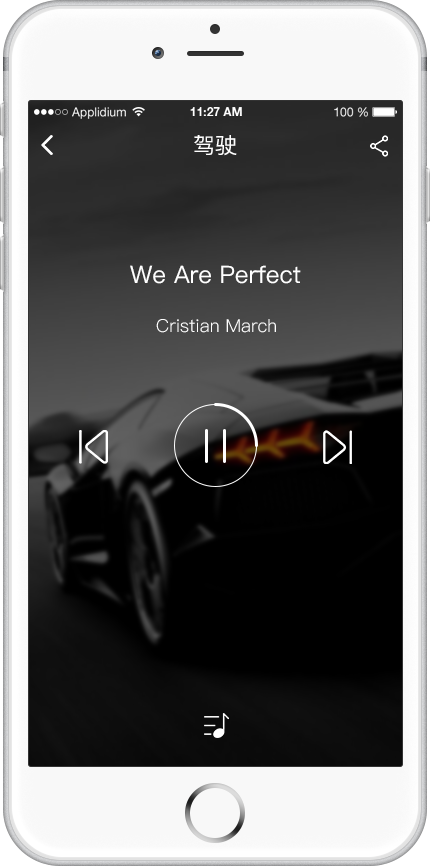 ●●●○○ Applidium 11:27 AM 100 %
驾驶
We Are Perfect
Cristian March